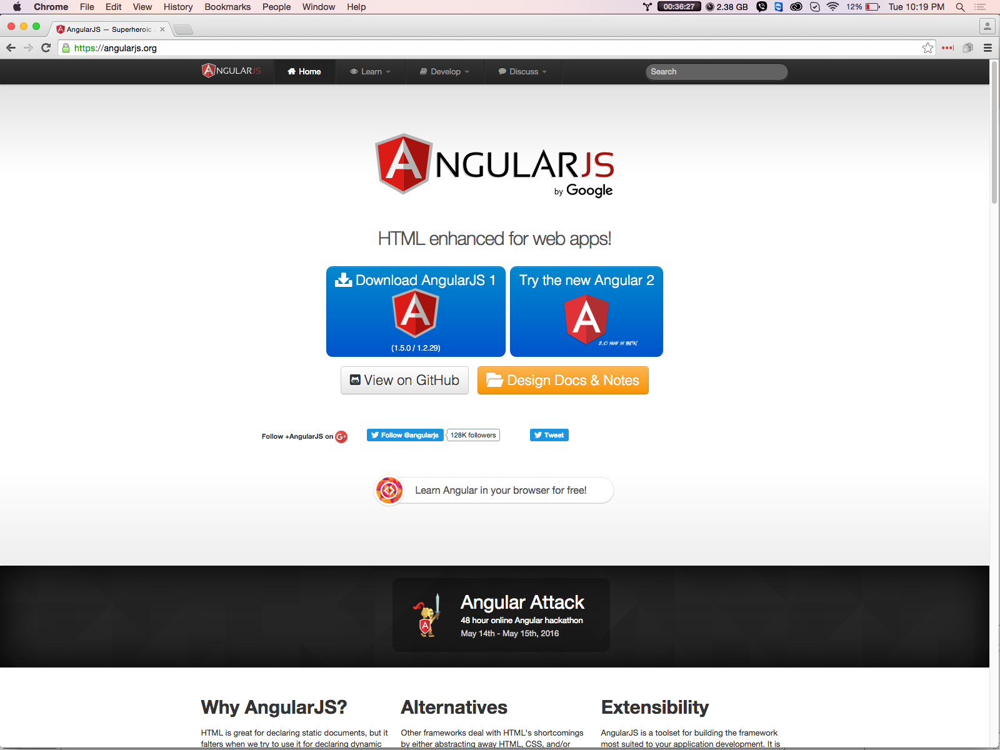 Chrome File Edit View History Bookmarks People Window Help 00:36:27 2.38 GB 12% Tue 10:19 PM
AngularJS — Superheroic
https://angularjs.org
ANGULARJS Home Learn Develop Discuss Search
ANGULARJS
by Google
HTML enhanced for web apps!
Download AngularJS 1
(1.5.0 / 1.2.29)
Try the new Angular 2
2.0 NOW IN BETA!
View on GitHub
Design Docs & Notes
Follow +AngularJS on G+
Follow @angularjs 128K followers
Tweet
Learn Angular in your browser for free!
Angular Attack
48 hour online Angular hackathon
May 14th - May 15th, 2016
Why AngularJS?
HTML is great for declaring static documents, but it
falters when we try to use it for declaring dynamic
Alternatives
Other frameworks deal with HTML's shortcomings
by either abstracting away HTML, CSS, and/or
Extensibility
AngularJS is a toolset for building the framework
most suited to your application development. It is